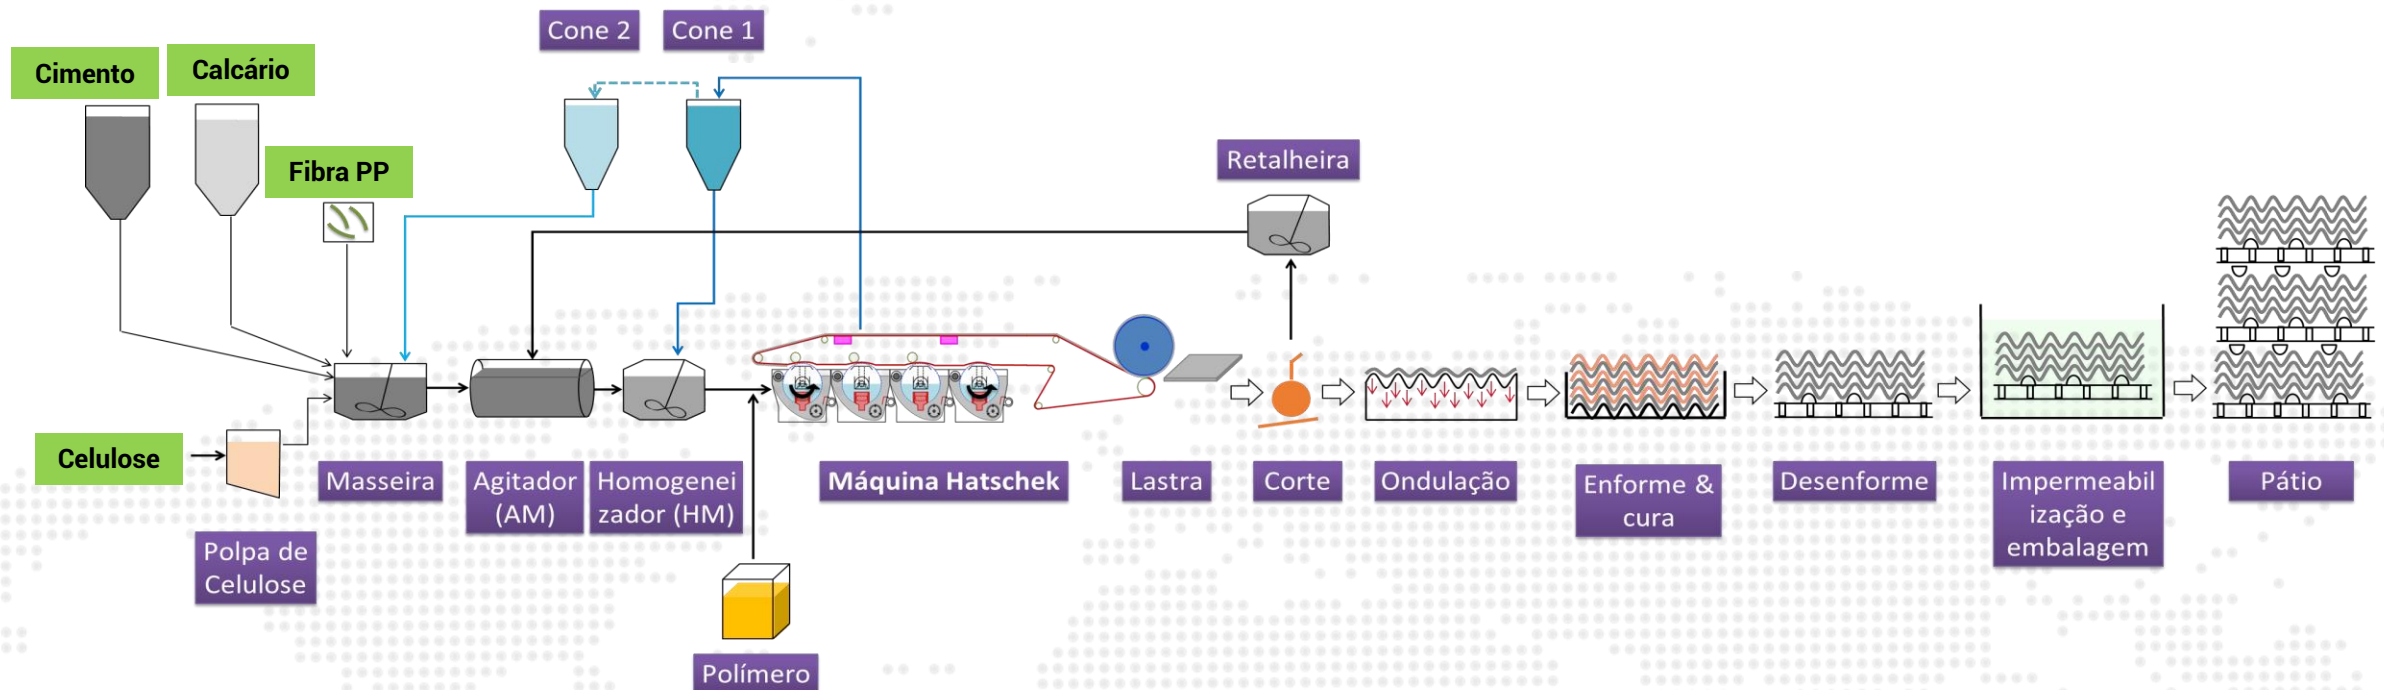 Cone 2
Cone 1
Cimento
Calcário
Fibra PP
Retalheira
Celulose
Masseira
Agitador
(AM)
Homogenei
zador (HM)
Máquina Hatschek
Lastra
Corte
Ondulação
Enforme &
cura
Desenforme
Impermeabil
ização e
embalagem
Pátio
Polpa de
Celulose
Polímero